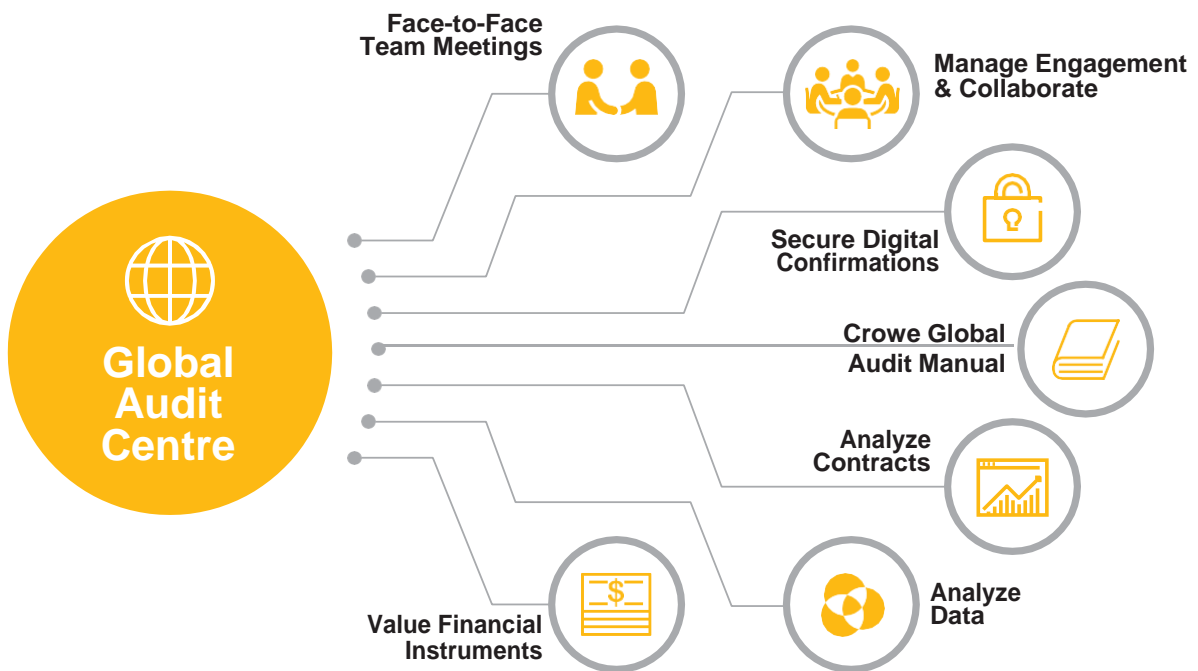 Face-to-Face
Team Meetings
Manage Engagement
& Collaborate
Secure Digital
Confirmations
Global
Audit
Centre
Crowe Global
Audit Manual
Analyze
Contracts
$
Analyze
Data
Value Financial
Instruments